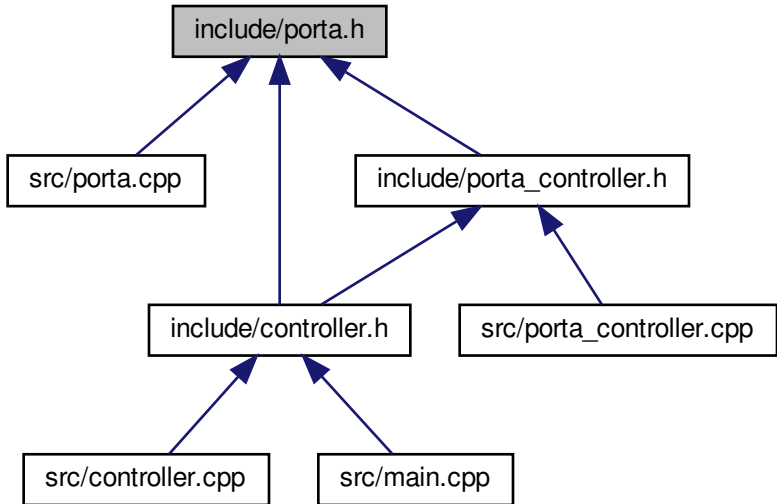 include/porta.h
src/porta.cpp
include/porta_controller.h
include/controller.h
src/porta_controller.cpp
src/controller.cpp
src/main.cpp